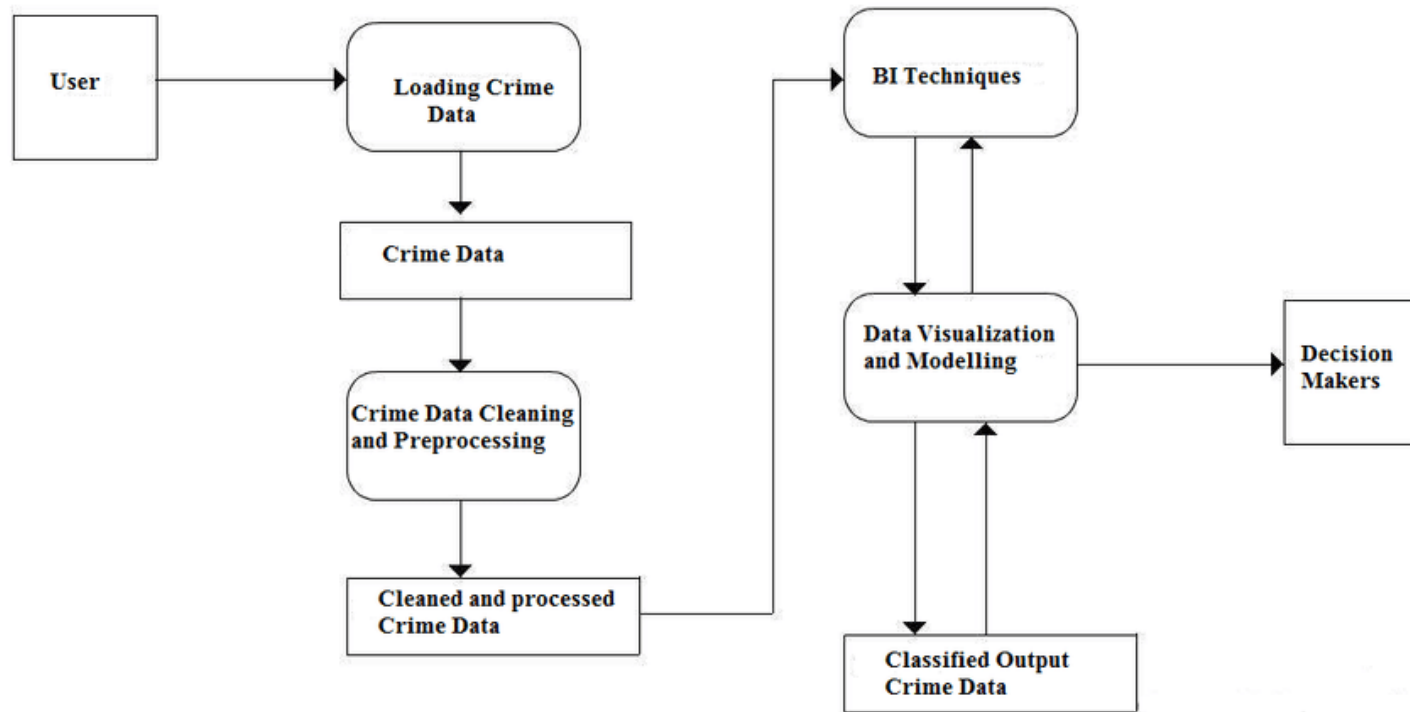 User
Loading Crime
Data
Crime Data
Crime Data Cleaning
and Preprocessing
Cleaned and processed
Crime Data
BI Techniques
Data Visualization
and Modelling
Decision
Makers
Classified Output
Crime Data